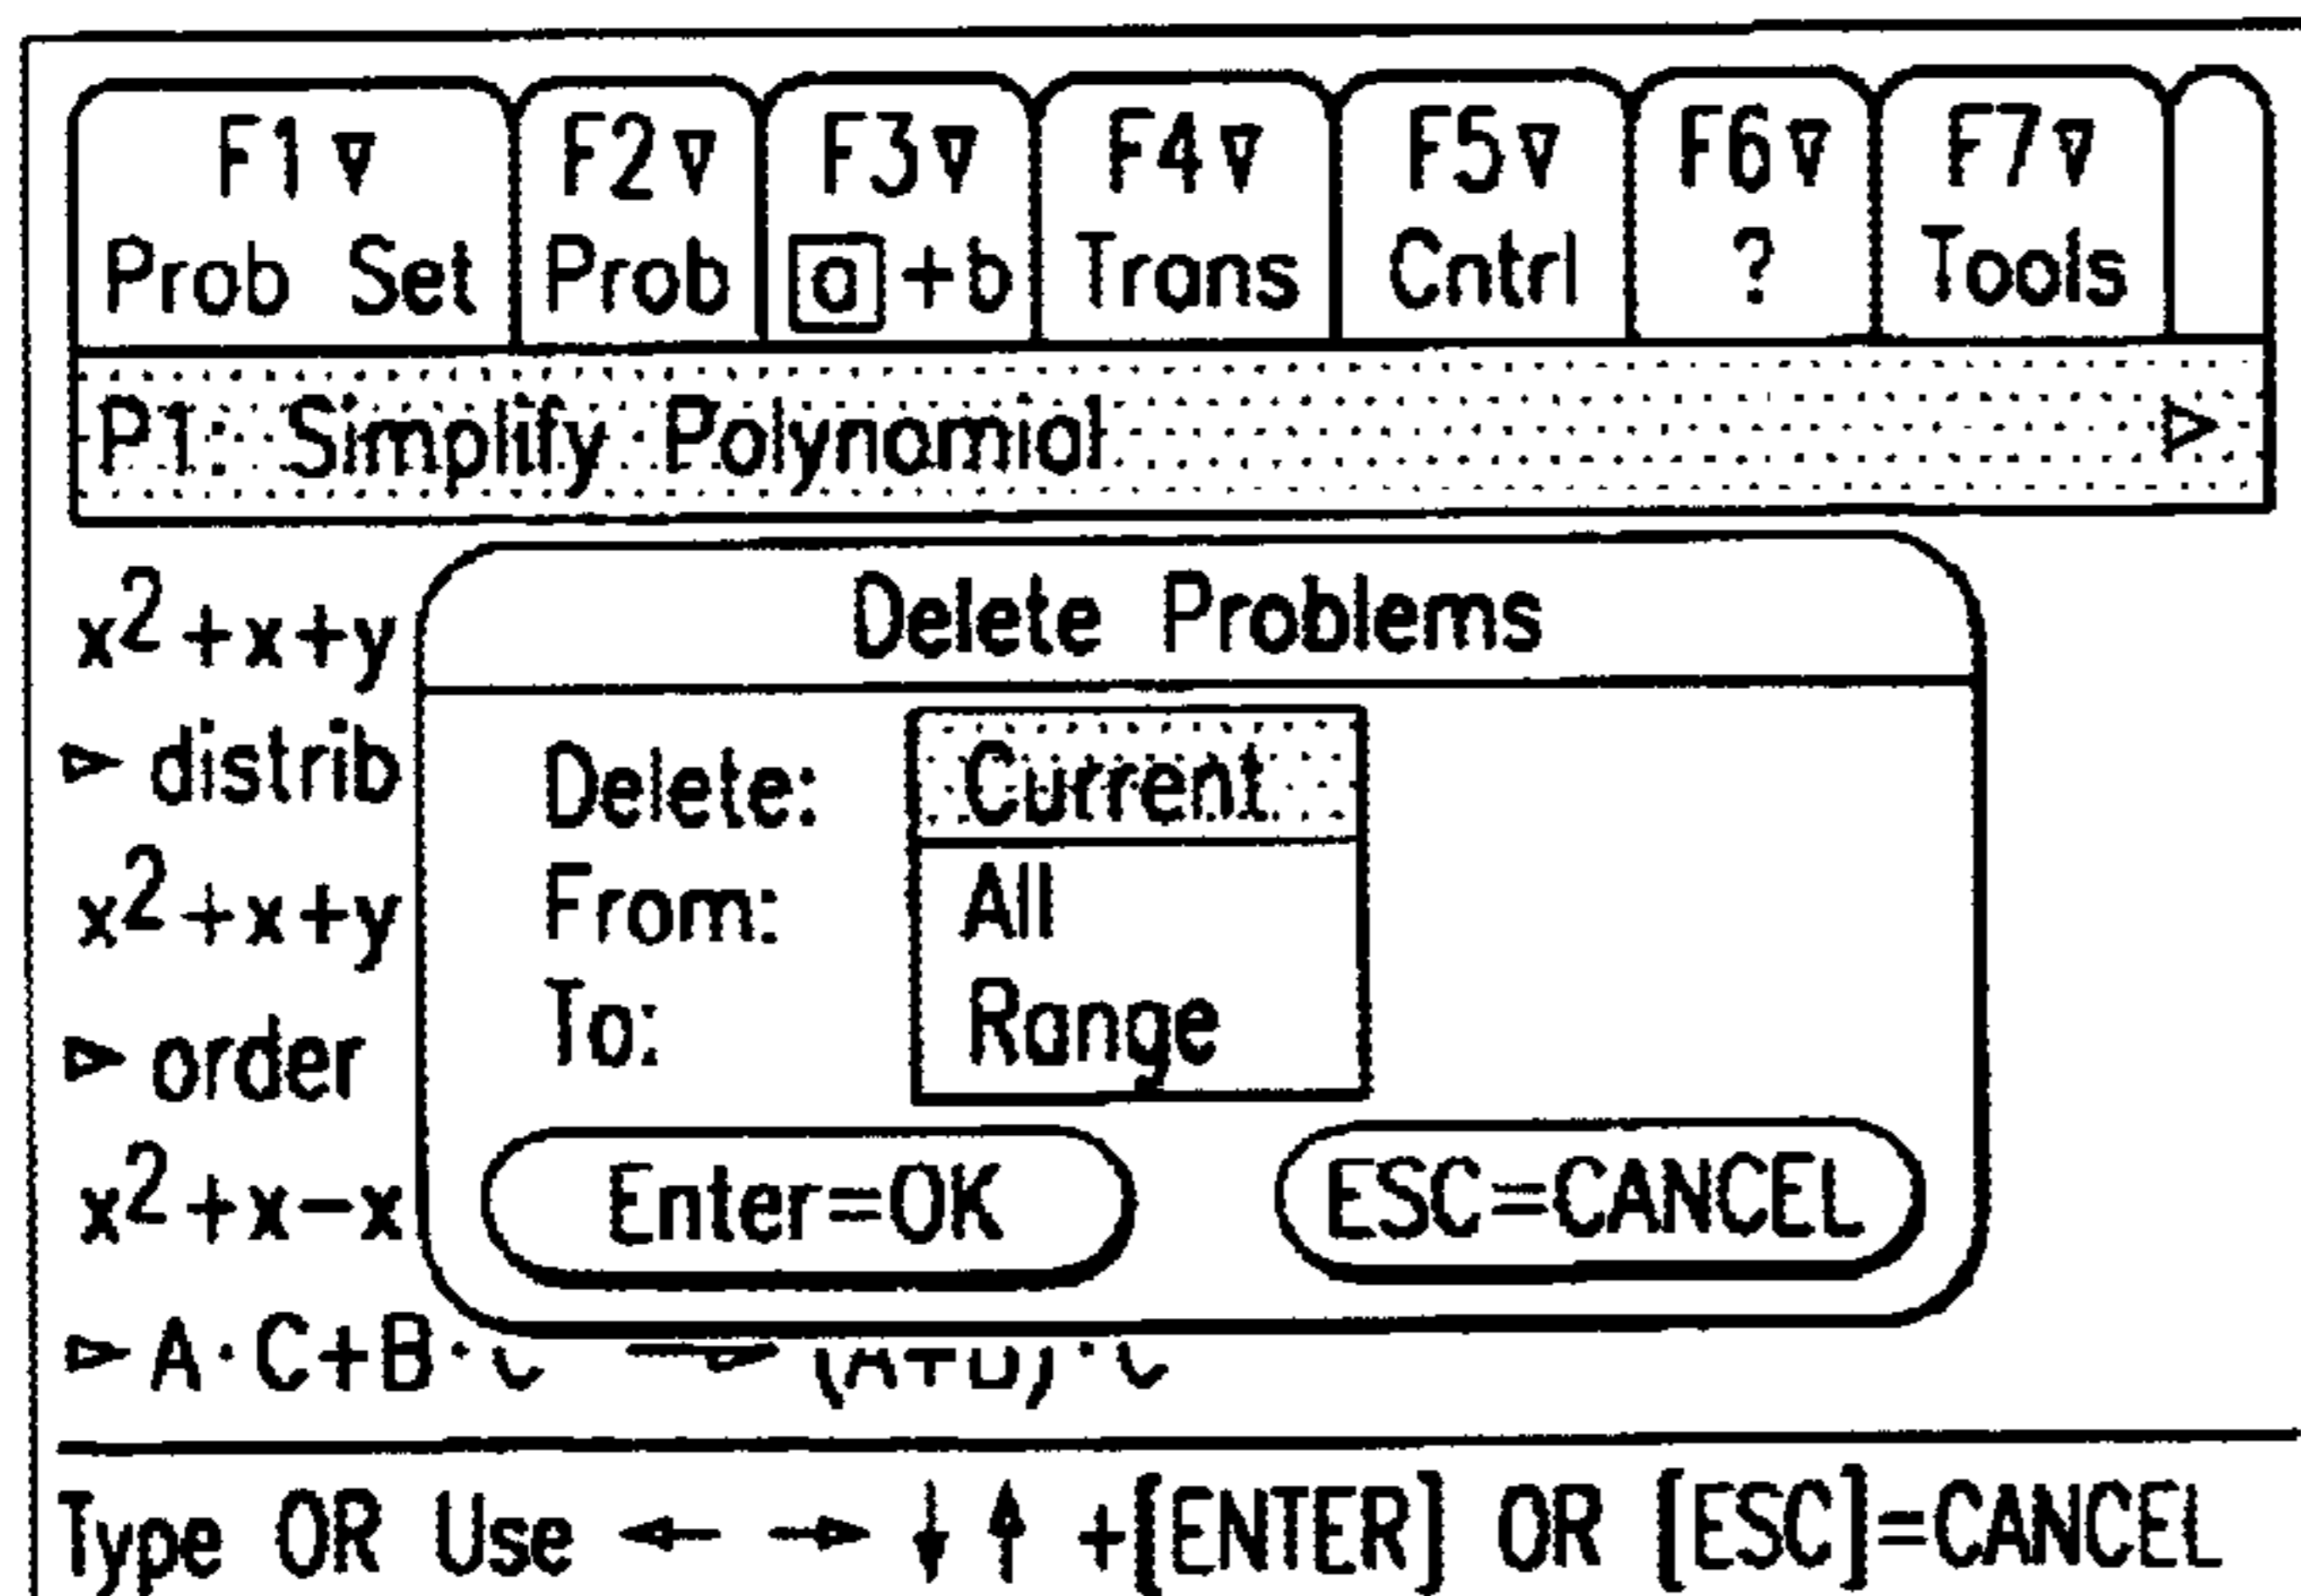 F1 F2 F3 F4 F5 F6 F7
Prob Set Prob a+b Trans Cntrl ? Tools
P1: Simplify Polynomial
Delete Problems
x²+x+y
▷ distrib Delete: Current
x²+x+y From: All
▷ order To: Range
x²+x−x Enter=OK ESC=CANCEL
▷ A·C+B·
Type OR Use ← → ↓ ↑ +[ENTER] OR [ESC]=CANCEL